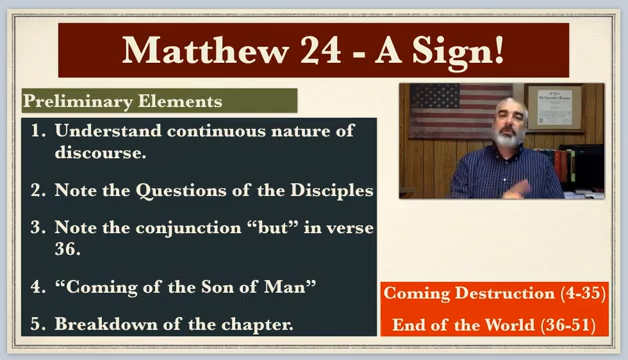 Matthew 24 - A Sign!
Preliminary Elements
1. Understand continuous nature of
discourse.
2. Note the Questions of the Disciples
3. Note the conjunction “but” in verse
36.
4. “Coming of the Son of Man”
5. Breakdown of the chapter.
Coming Destruction (4-35)
End of the World (36-51)